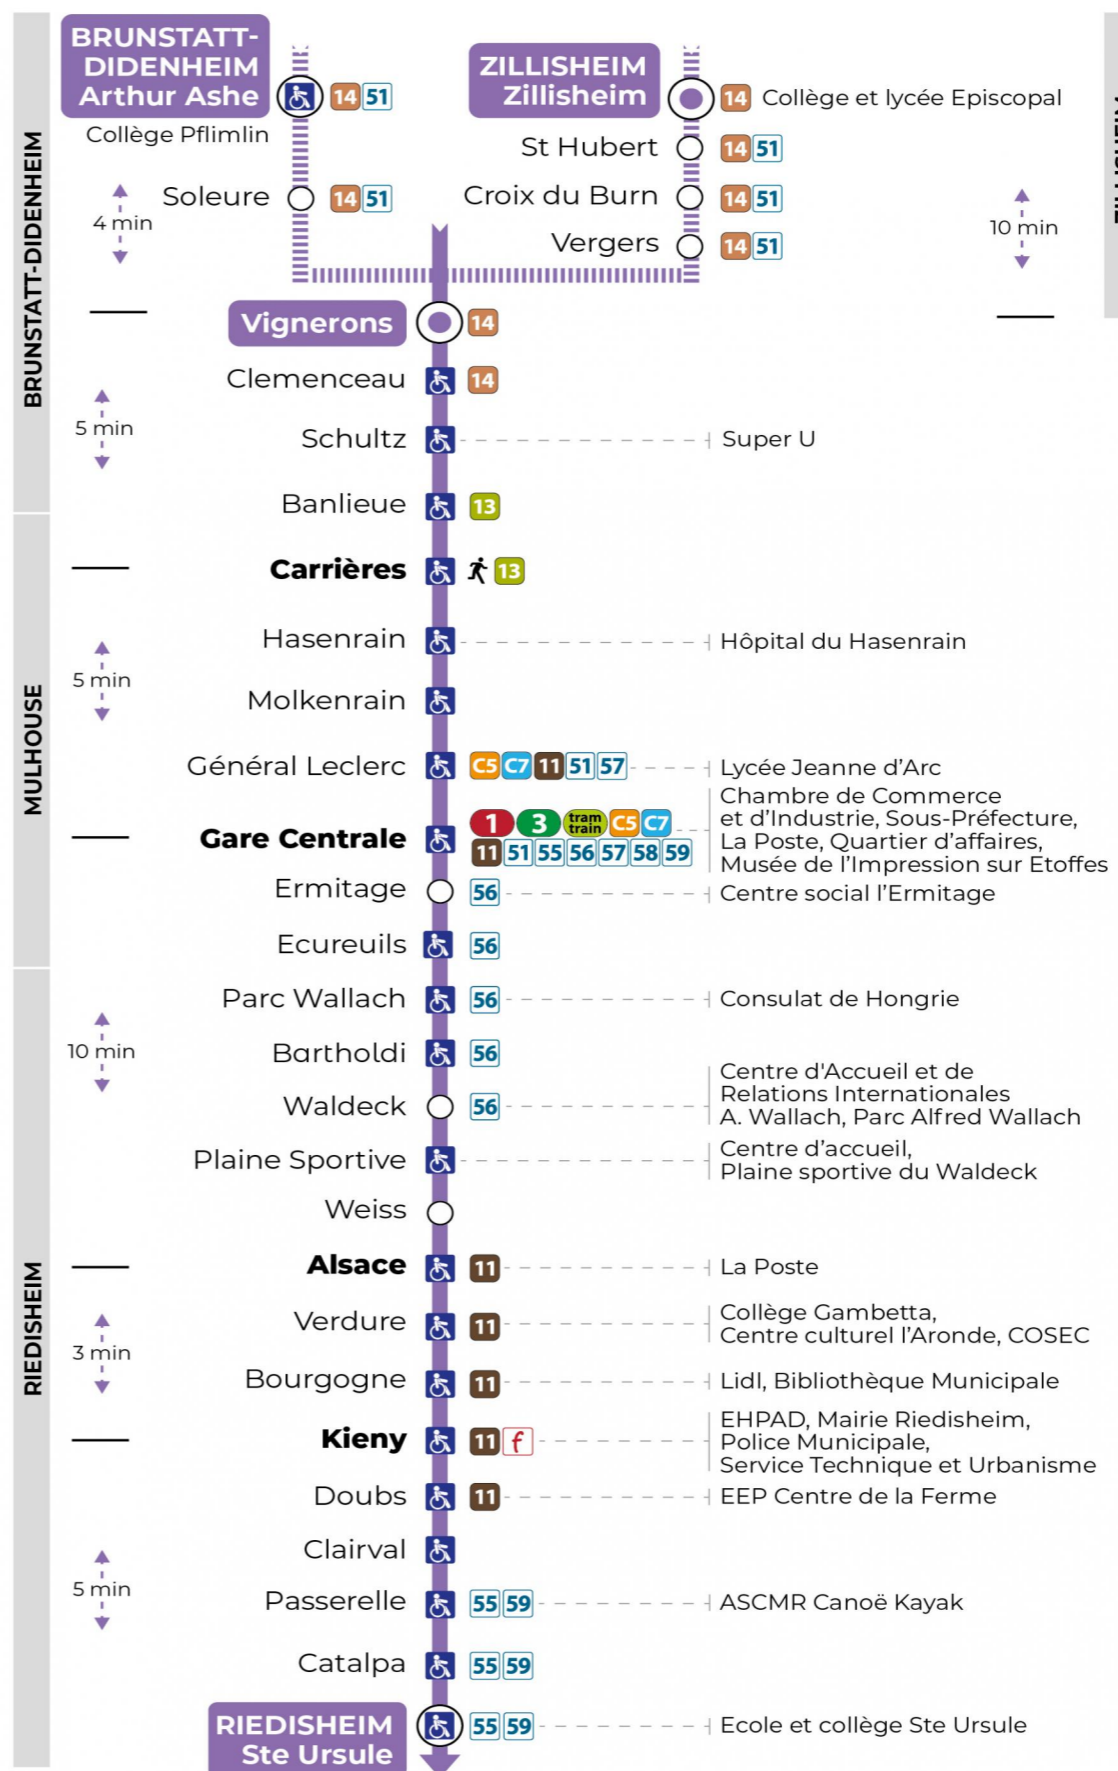 BRUNSTATT-
DIDENHEIM
Arthur Ashe
14 51
Collège Pflimlin
Soleure
14 51
4 min
ZILLISHEIM
Zillisheim
14 Collège et lycée Episcopal
St Hubert
14 51
Croix du Burn
14 51
Vergers
14 51
10 min
BRUNSTATT-DIDENHEIM
Vignerons
14
Clemenceau
14
5 min
Schultz
Super U
Banlieue
13
MULHOUSE
Carrières
13
Hasenrain
Hôpital du Hasenrain
5 min
Molkenrain
Général Leclerc
C5 C7 11 51 57
Lycée Jeanne d'Arc
Gare Centrale
1 3 tram
train C5 C7
11 51 55 56 57 58 59
Chambre de Commerce
et d'Industrie, Sous-Préfecture,
La Poste, Quartier d'affaires,
Musée de l'Impression sur Etoffes
Ermitage
56
Centre social l'Ermitage
Ecureuils
56
RIEDISHEIM
Parc Wallach
56
Consulat de Hongrie
10 min
Bartholdi
56
Waldeck
56
Centre d'Accueil et de
Relations Internationales
A. Wallach, Parc Alfred Wallach
Plaine Sportive
Centre d'accueil,
Plaine sportive du Waldeck
Weiss
Alsace
11
La Poste
Verdure
11
Collège Gambetta,
Centre culturel l'Aronde, COSEC
3 min
Bourgogne
11
Lidl, Bibliothèque Municipale
Kieny
11 f
EHPAD, Mairie Riedisheim,
Police Municipale,
Service Technique et Urbanisme
Doubs
11
EEP Centre de la Ferme
Clairval
5 min
Passerelle
55 59
ASCMR Canoë Kayak
Catalpa
55 59
RIEDISHEIM
Ste Ursule
55 59
Ecole et collège Ste Ursule